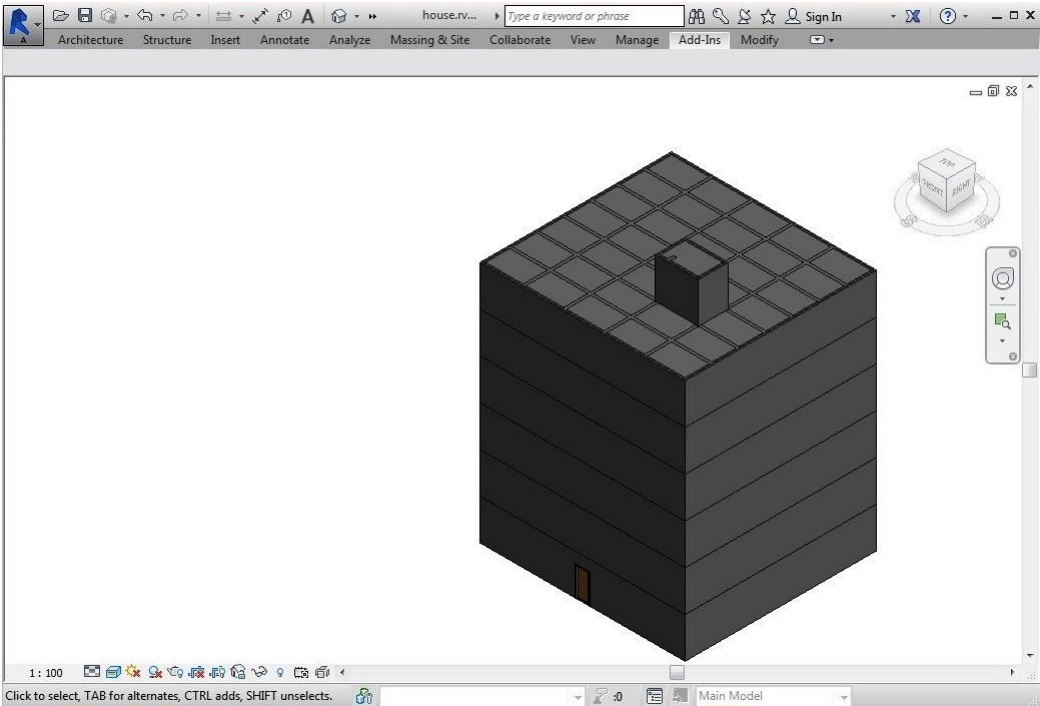 house.rv... Type a keyword or phrase Sign In
A Architecture Structure Insert Annotate Analyze Massing & Site Collaborate View Manage Add-Ins Modify
TOP
FRONT RIGHT
1 : 100
Click to select, TAB for alternates, CTRL adds, SHIFT unselects. :0 Main Model